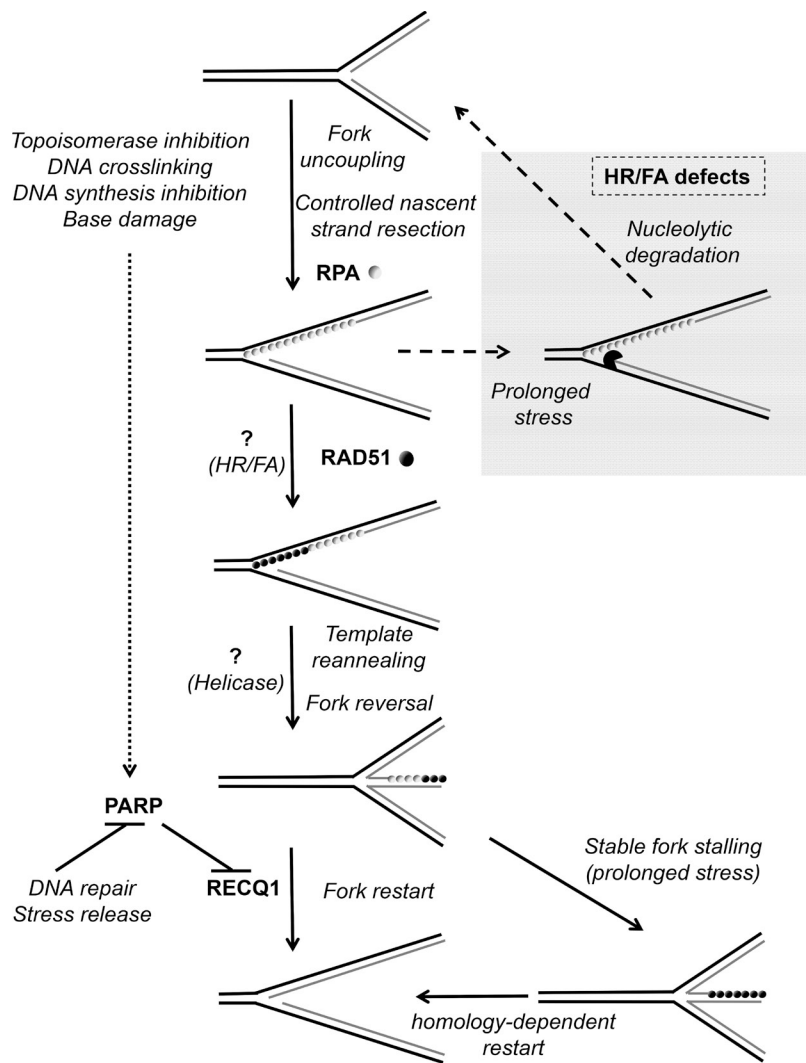 Topoisomerase inhibition
DNA crosslinking
DNA synthesis inhibition
Base damage
Fork
uncoupling
Controlled nascent
strand resection
RPA
HR/FA defects
Nucleolytic
degradation
Prolonged
stress
?
(HR/FA)
RAD51
?
(Helicase)
Template
reannealing
Fork reversal
PARP
DNA repair
Stress release
RECQ1
Fork restart
Stable fork stalling
(prolonged stress)
homology-dependent
restart